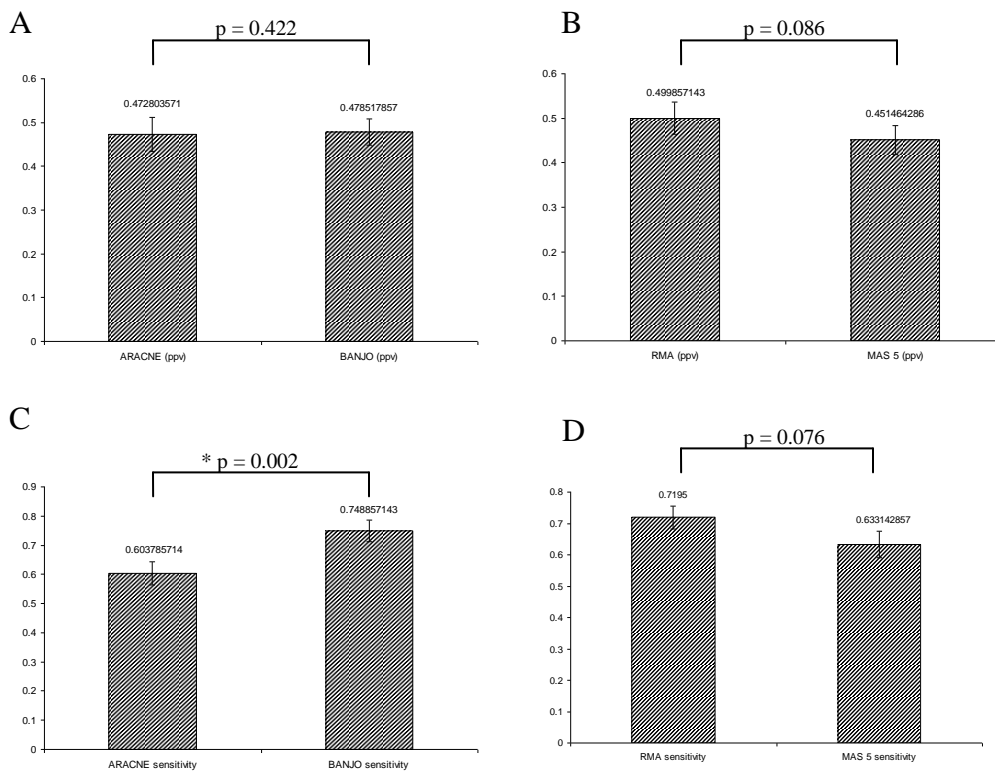 A
p = 0.422
0.6
0.5
0.4
0.3
0.2
0.1
0
0.472803571
0.478517857
ARACNE (ppv)
BANJO (ppv)
B
p = 0.086
0.6
0.5
0.4
0.3
0.2
0.1
0
0.499857143
0.451464286
RMA (ppv)
MAS 5 (ppv)
C
* p = 0.002
0.9
0.8
0.7
0.6
0.5
0.4
0.3
0.2
0.1
0
0.603785714
0.748857143
ARACNE sensitivity
BANJO sensitivity
D
p = 0.076
0.8
0.7
0.6
0.5
0.4
0.3
0.2
0.1
0
0.7195
0.633142857
RMA sensitivity
MAS 5 sensitivity